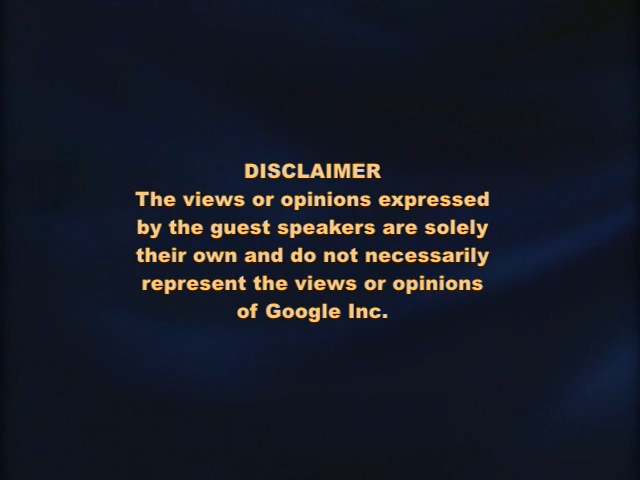 DISCLAIMER
The views or opinions expressed
by the guest speakers are solely
their own and do not necessarily
represent the views or opinions
of Google Inc.